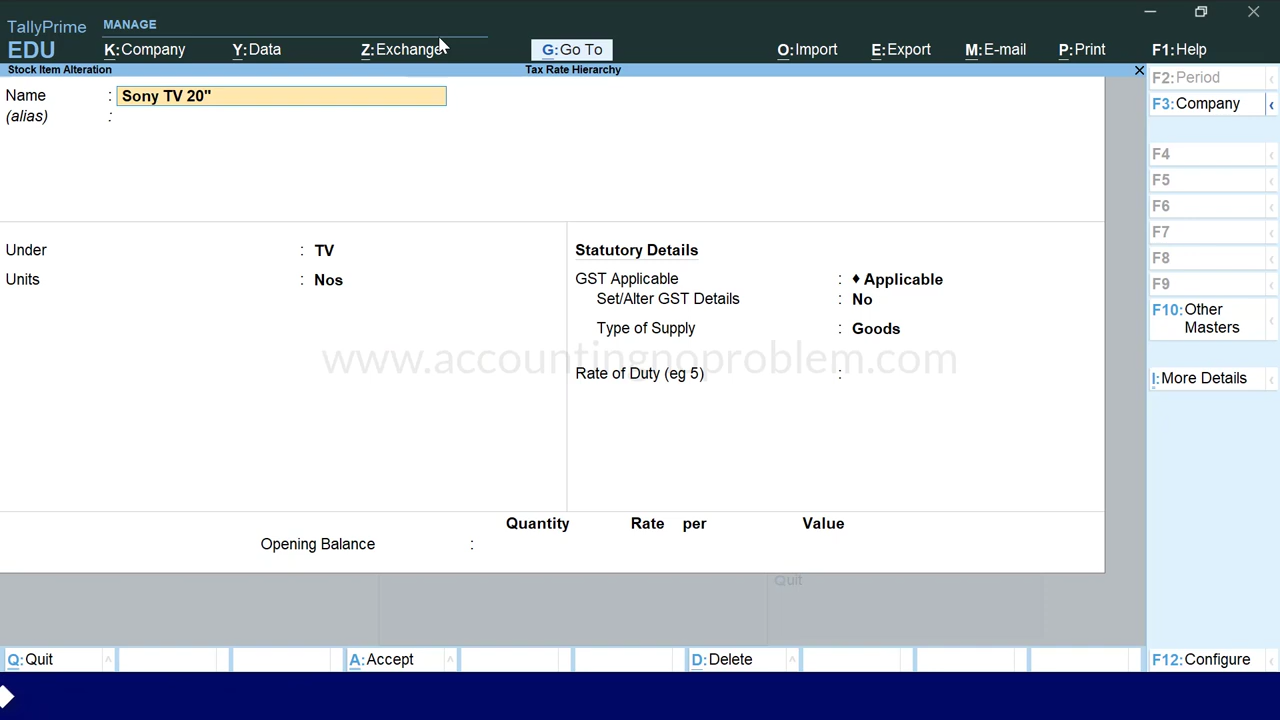 TallyPrime MANAGE
EDU K:Company Y:Data Z:Exchange G:Go To O:Import E:Export M:E-mail P:Print F1:Help
Stock Item Alteration Tax Rate Hierarchy
Name : Sony TV 20"
(alias) :
Under : TV
Units : Nos
Statutory Details
GST Applicable : ♦ Applicable
Set/Alter GST Details : No
Type of Supply : Goods
Rate of Duty (eg 5) :
www.accountingnoproblem.com
Quantity Rate per Value
Opening Balance :
Quit
F2:Period
F3:Company
F4
F5
F6
F7
F8
F9
F10:Other
Masters
I:More Details
Q:Quit A:Accept D:Delete F12:Configure